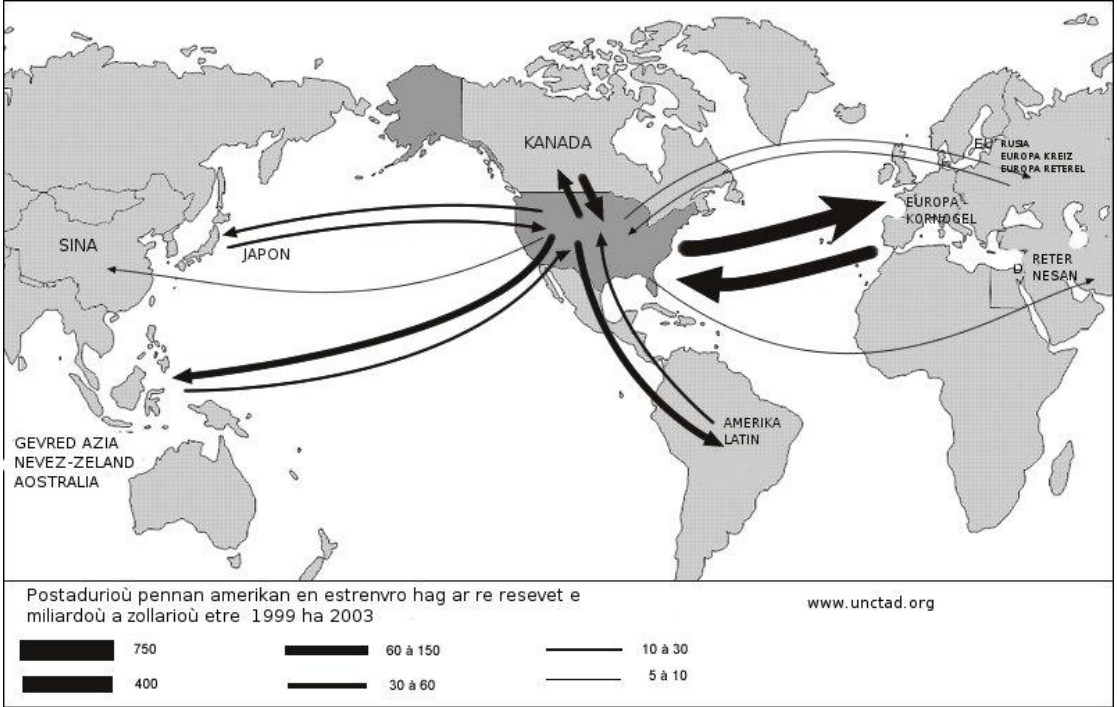 KANADA
EU
RUSIA
EUROPA KREIZ
EUROPA RETEREL
EUROPA
KORNOGEL
SINA
JAPON
RETER
NESAN
D
AMERIKA
LATIN
GEVRED AZIA
NEVEZ-ZELAND
AOSTRALIA
Postadurioù pennan amerikan en estrenvro hag ar re resevet e
miliardoù a zollarioù etre 1999 ha 2003
www.unctad.org
750
60 à 150
10 à 30
400
30 à 60
5 à 10